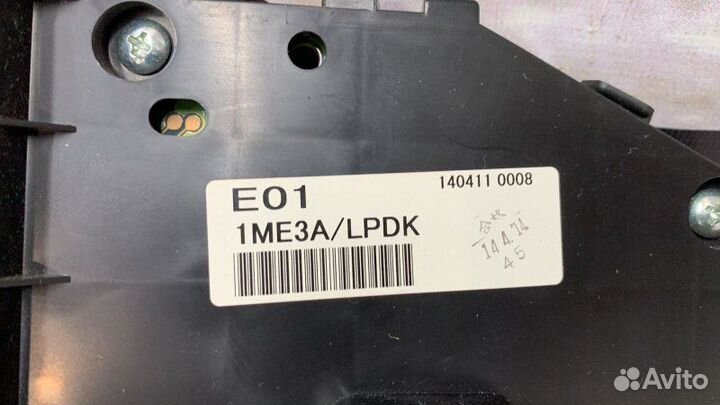 E01
140411 0008
1ME3A/LPDK
合格
14.4.14
45
Avito